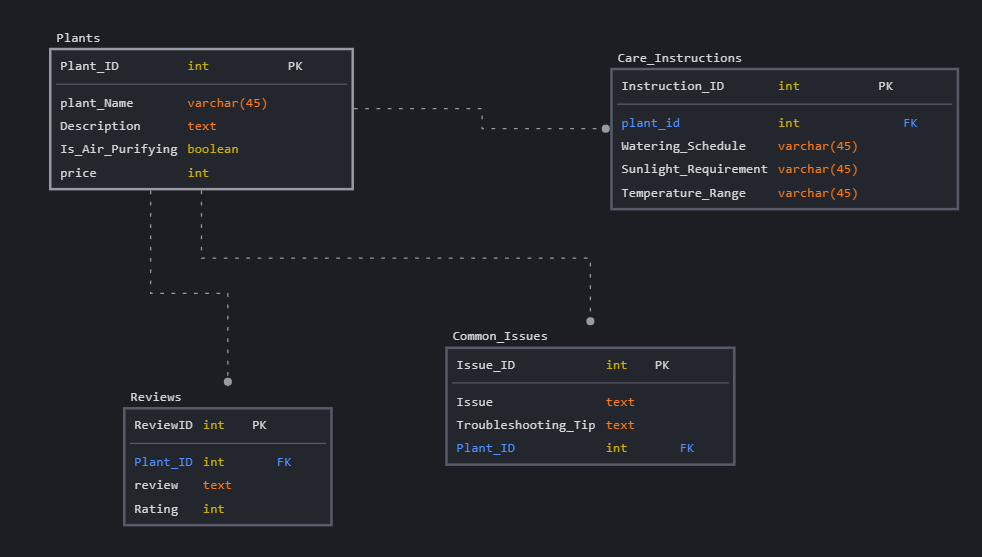 Plants
Plant_ID int PK
plant_Name varchar(45)
Description text
Is_Air_Purifying boolean
price int
Care_Instructions
Instruction_ID int PK
plant_id int FK
Watering_Schedule varchar(45)
Sunlight_Requirement varchar(45)
Temperature_Range varchar(45)
Common_Issues
Issue_ID int PK
Issue text
Troubleshooting_Tip text
Plant_ID int FK
Reviews
ReviewID int PK
Plant_ID int FK
review text
Rating int